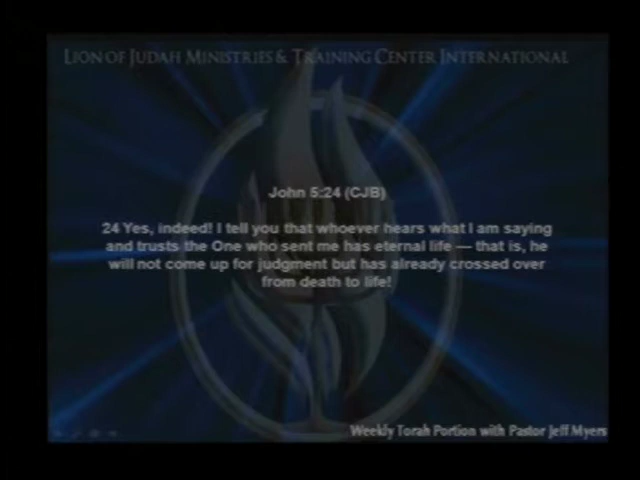 LION OF JUDAH MINISTRIES & TRAINING CENTER INTERNATIONAL
John 5:24 (CJB)
24 Yes, indeed! I tell you that whoever hears what I am saying
and trusts the One who sent me has eternal life — that is, he
will not come up for judgment but has already crossed over
from death to life!
Weekly Torah Portion with Pastor Jeff Myers